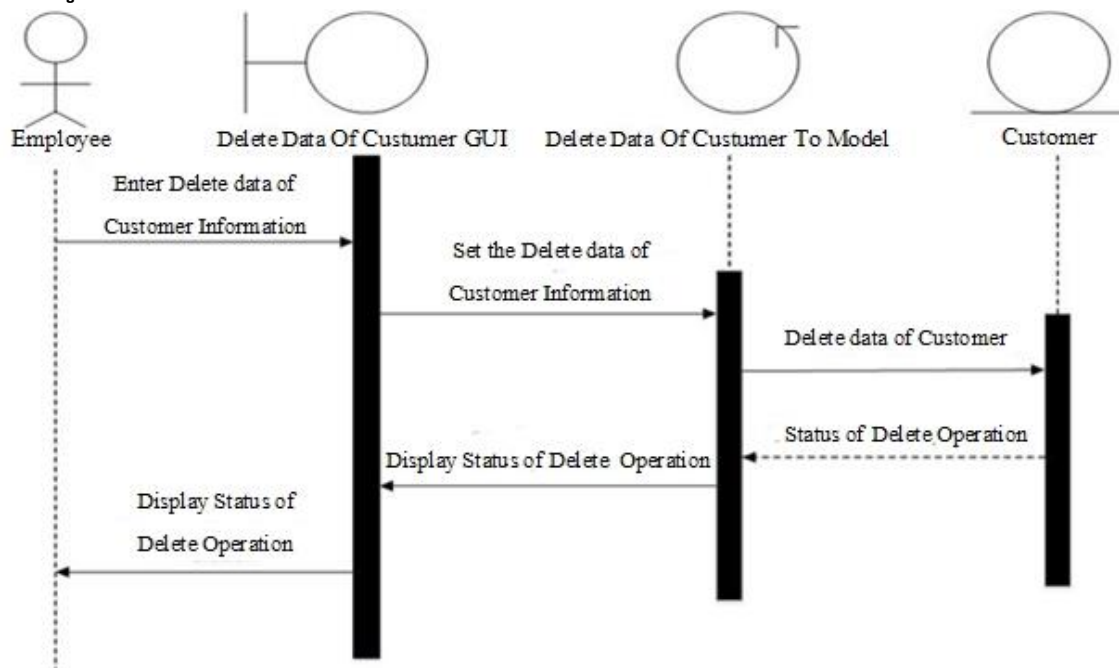 Employee
Delete Data Of Custumer GUI
Delete Data Of Custumer To Model
Customer
Enter Delete data of
Customer Information
Set the Delete data of
Customer Information
Delete data of Customer
Status of Delete Operation
Display Status of Delete Operation
Display Status of
Delete Operation